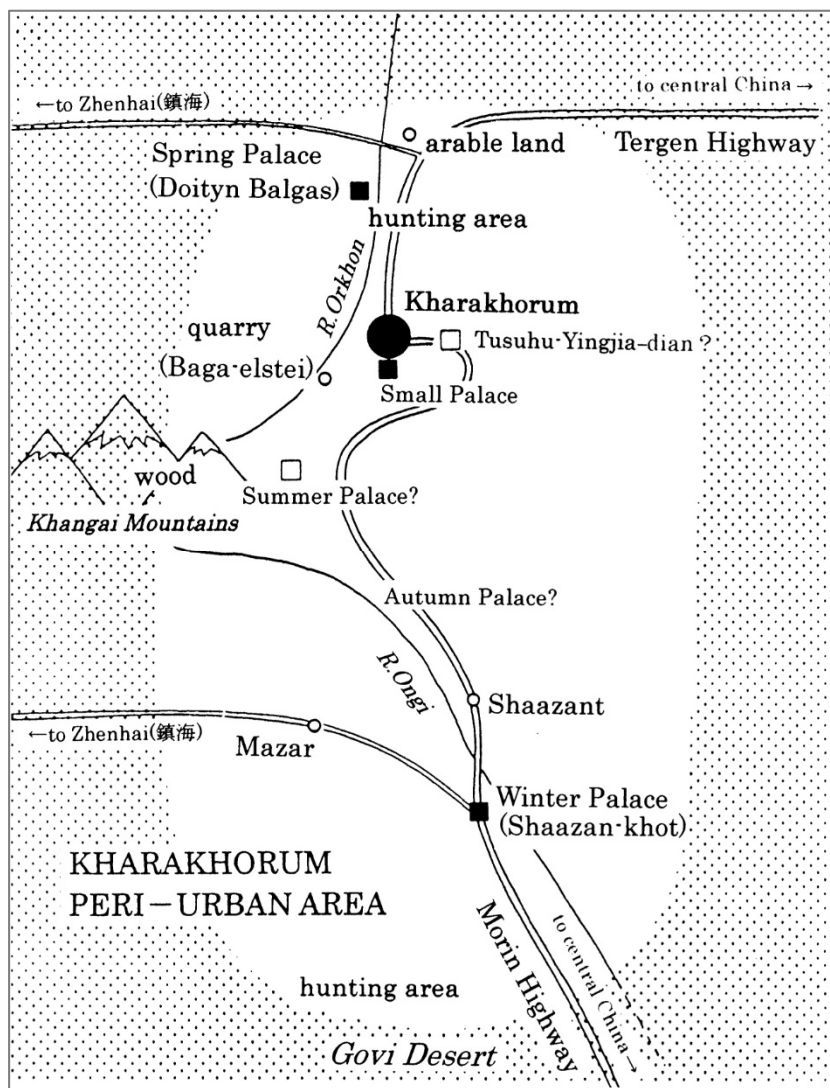 ←to Zhenhai(鎮海)
to central China→
arable land
Tergen Highway
Spring Palace
(Doityn Balgas)
hunting area
R.Orkhon
Kharakhorum
quarry
(Baga-elstei)
Tusuhu-Yingjia-dian ?
Small Palace
wood
Summer Palace?
Khangai Mountains
Autumn Palace?
R.Ongi
Shaazant
←to Zhenhai(鎮海)
Mazar
Winter Palace
(Shaazan-khot)
KHARAKHORUM
PERI-URBAN AREA
Morin Highway
to central China→
hunting area
Govi Desert